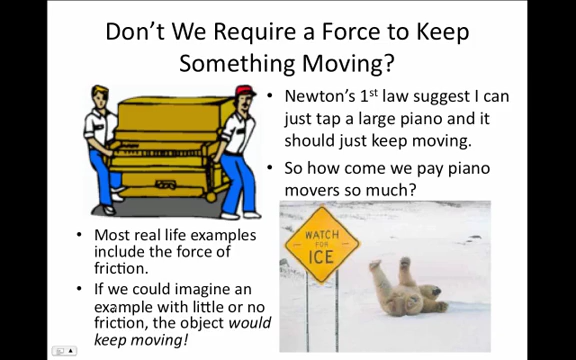 Don't We Require a Force to Keep
Something Moving?
• Newton's 1st law suggest I can
just tap a large piano and it
should just keep moving.
• So how come we pay piano
movers so much?
• Most real life examples
include the force of
friction.
• If we could imagine an
example with little or no
friction, the object would
keep moving!
WATCH
FOR
ICE